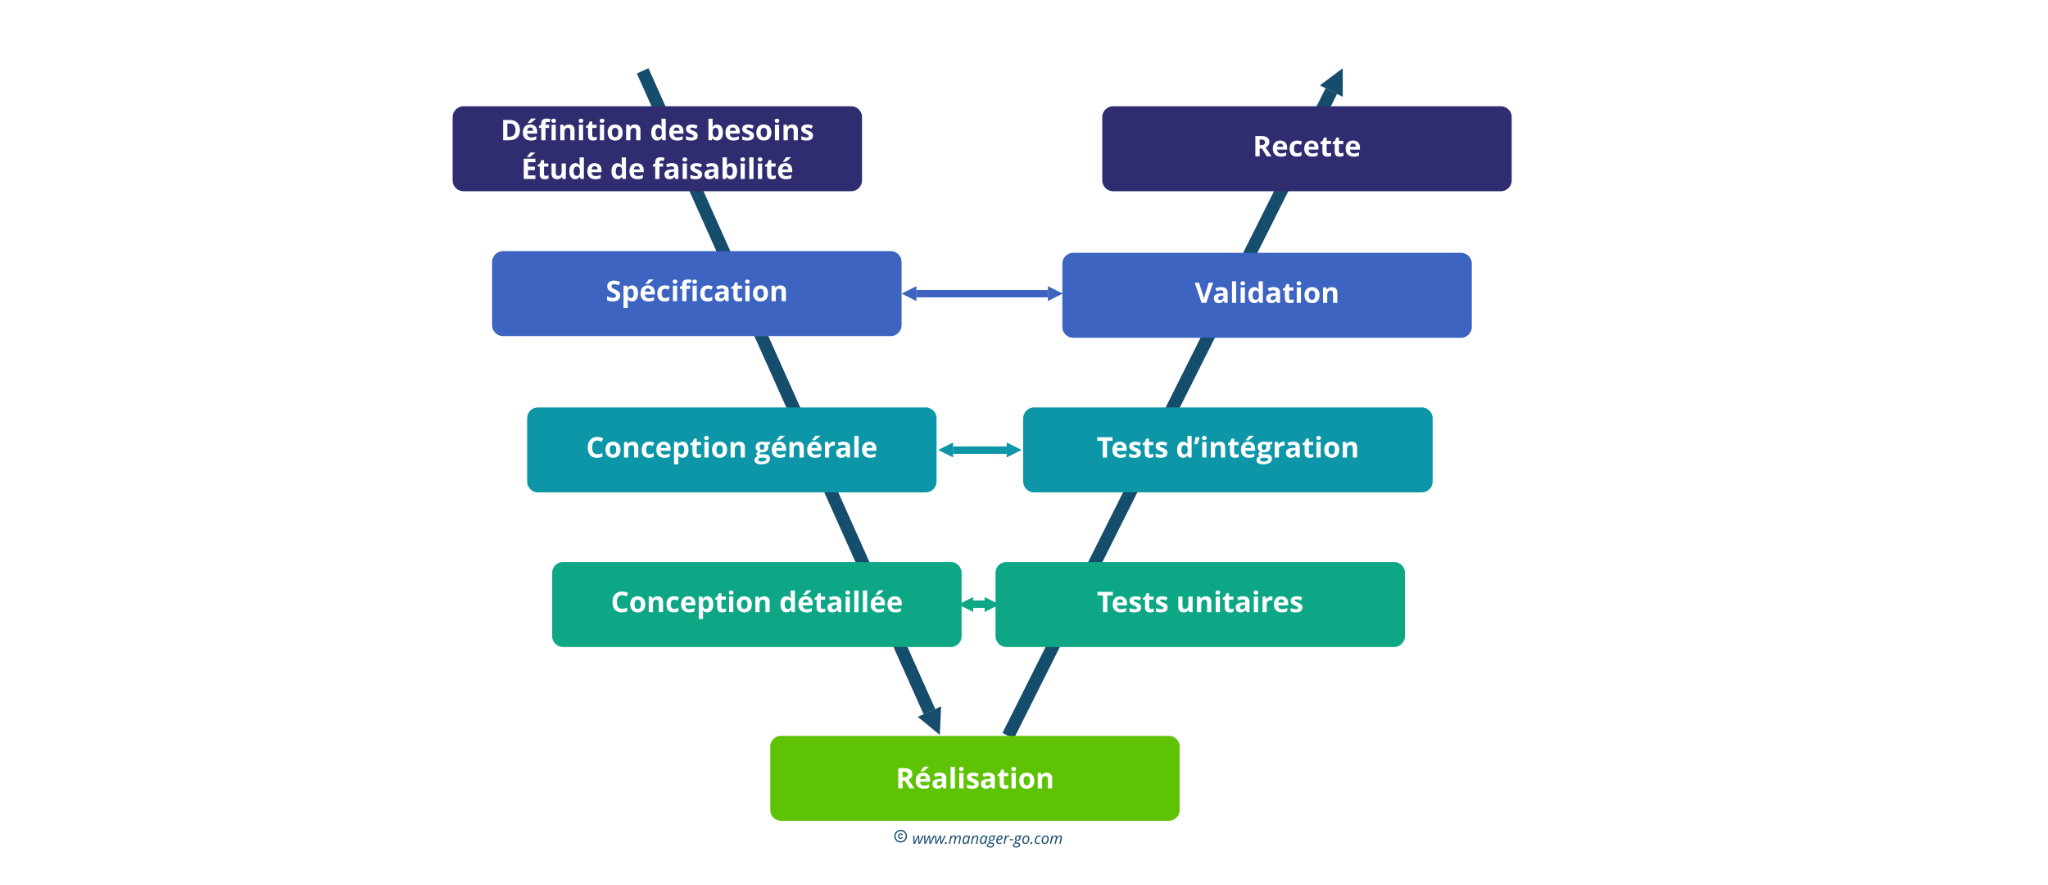 Définition des besoins
Étude de faisabilité
Recette
Spécification
Validation
Conception générale
Tests d’intégration
Conception détaillée
Tests unitaires
Réalisation
© www.manager-go.com